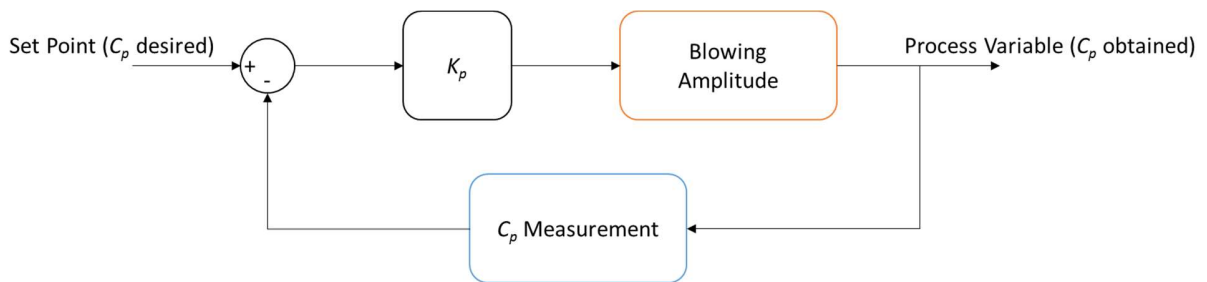 Set Point (Cp desired)
+
-
Kp
Blowing
Amplitude
Process Variable (Cp obtained)
Cp Measurement